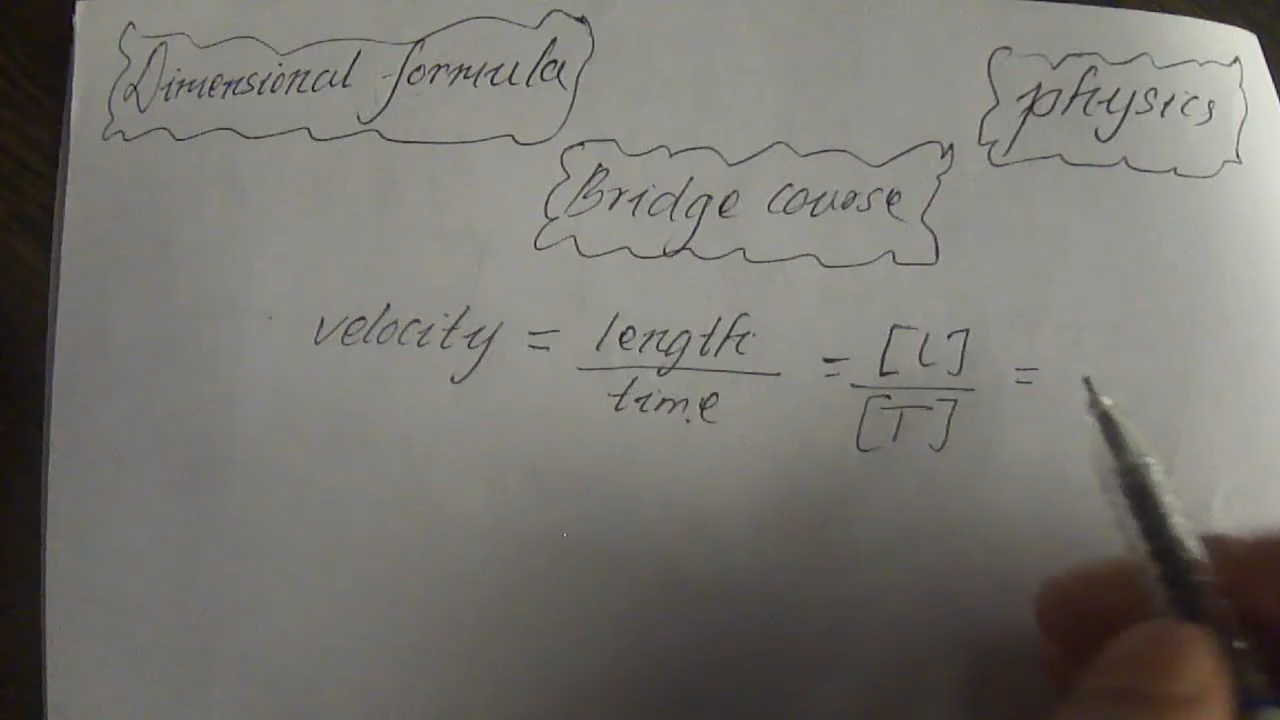 Dimensional formula
physics
Bridge course
velocity = length / time = [L] / [T] =